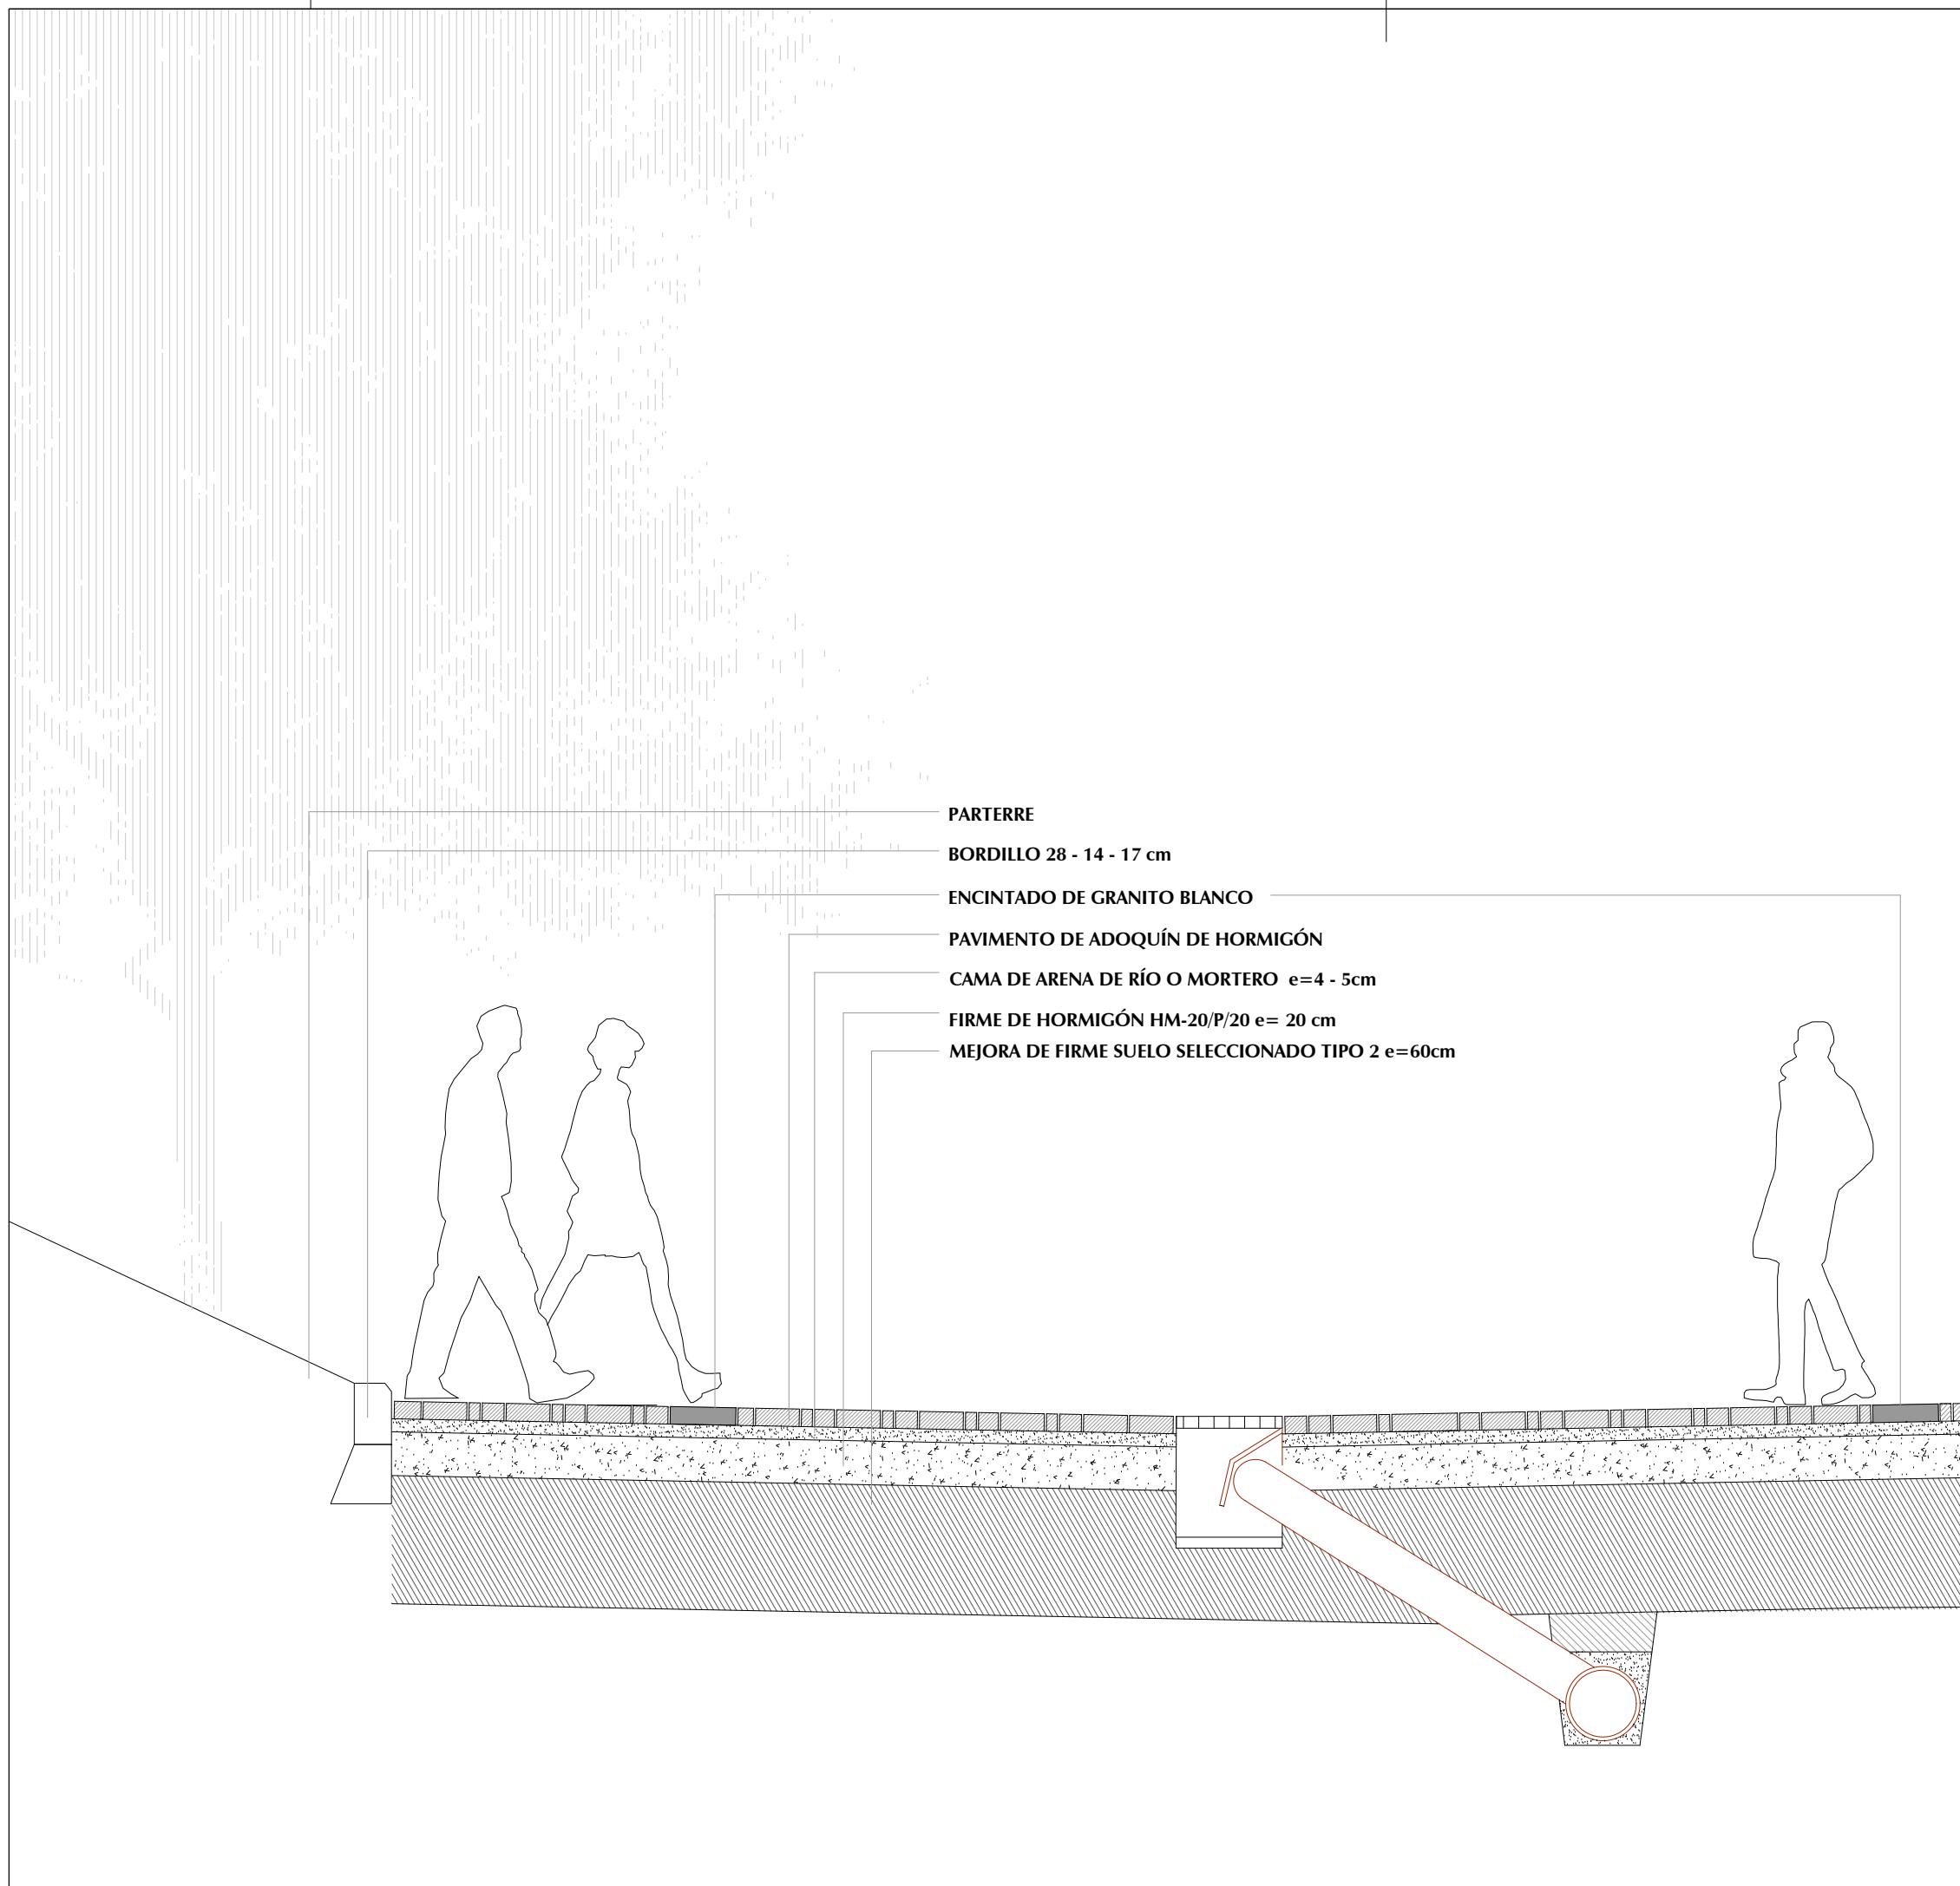 PARTERRE
BORDILLO 28 - 14 - 17 cm
ENCINTADO DE GRANITO BLANCO
PAVIMENTO DE ADOQUÍN DE HORMIGÓN
CAMA DE ARENA DE RÍO O MORTERO  e=4 - 5cm
FIRME DE HORMIGÓN HM-20/P/20 e= 20 cm
MEJORA DE FIRME SUELO SELECCIONADO TIPO 2 e=60cm